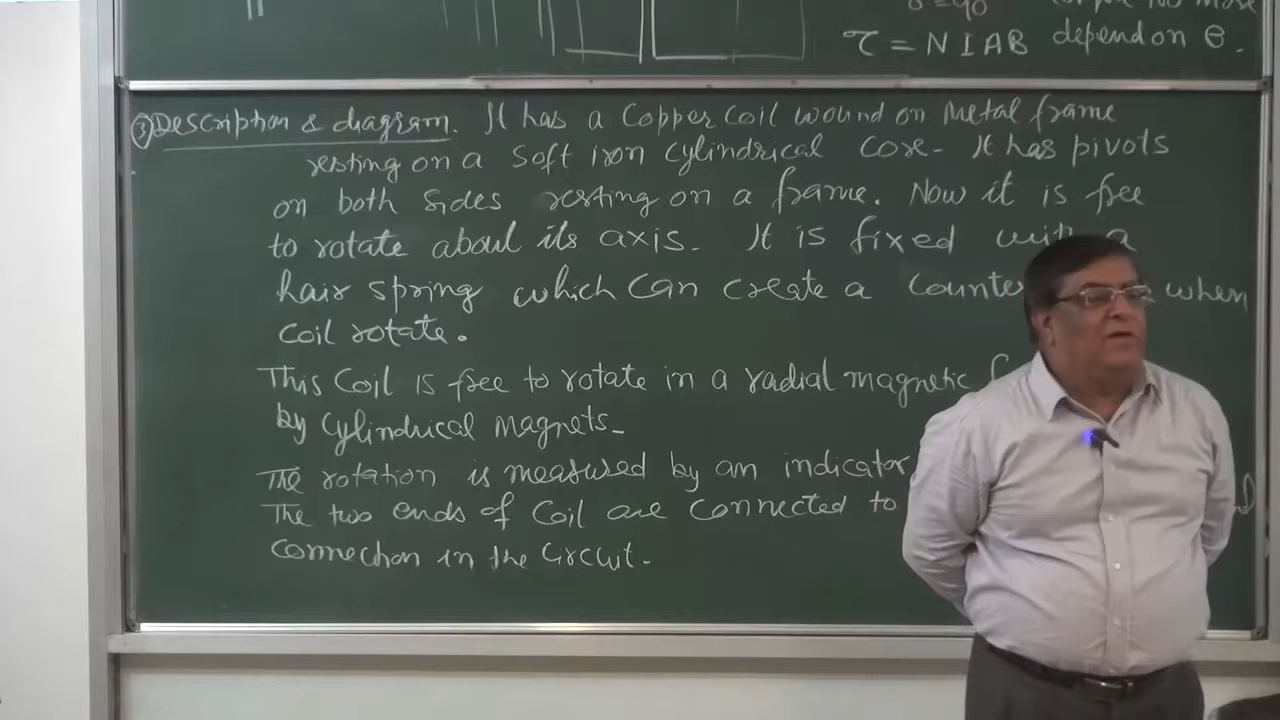 depend on θ.
τ = NIAB
③ Description & diagram. It has a Copper Coil wound on Metal frame
resting on a Soft iron cylindrical Core. It has pivots
on both Sides resting on a frame. Now it is free
to rotate about its axis. It is fixed with a
hair spring which can create a Counter when
coil rotate.
This Coil is free to rotate in a radial magnetic
by Cylindrical Magnets.
The rotation is measured by an indicator
The two ends of Coil are connected to
connection in the Circuit.